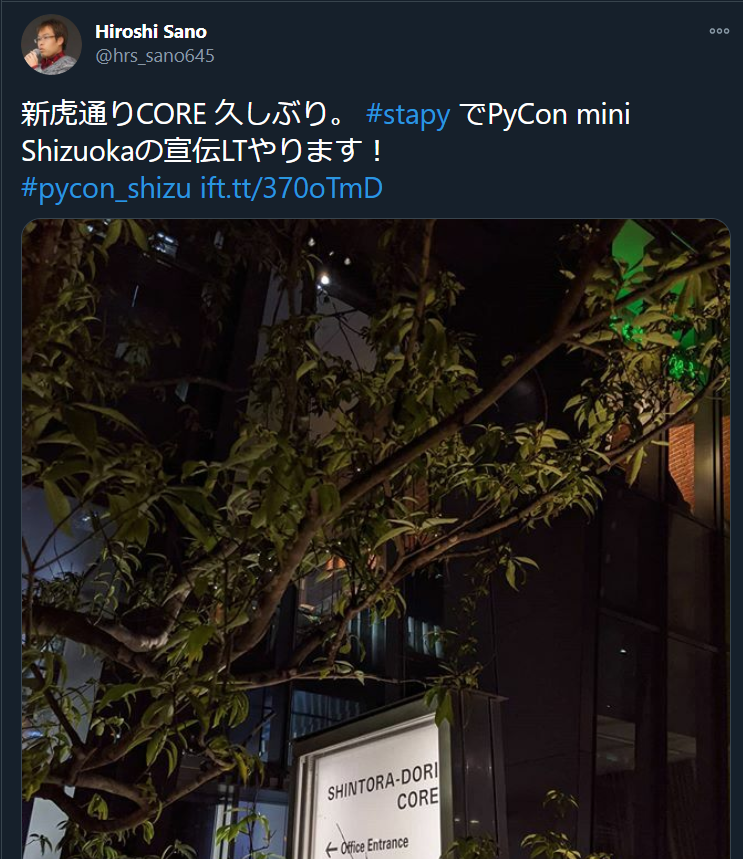 Hiroshi Sano
@hrs_sano645
新虎通りCORE 久しぶり。 #stapy でPyCon mini
Shizuokaの宣伝LTやります！
#pycon_shizu ift.tt/370oTmD
SHINTORA-DORI
CORE
← Office Entrance